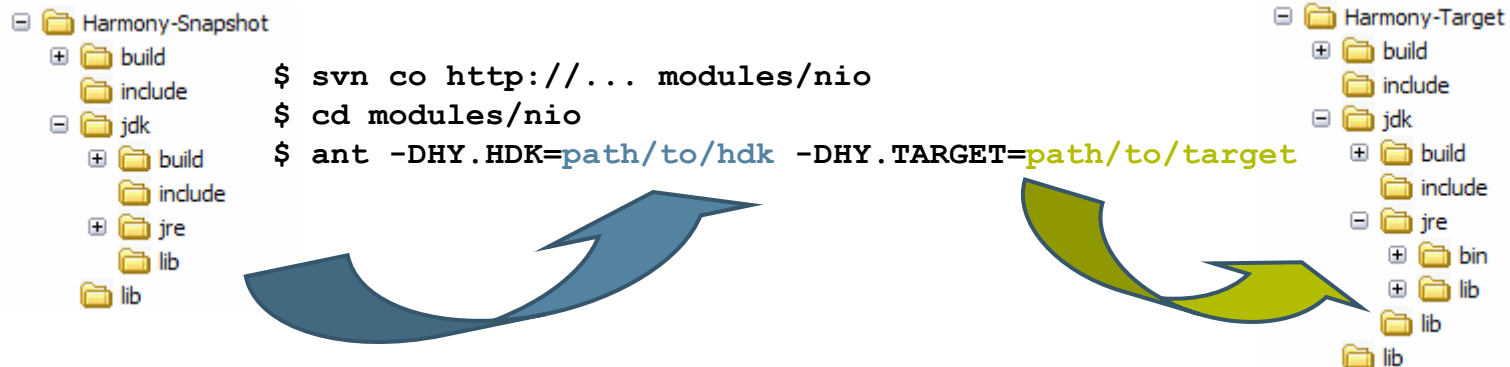 Harmony-Snapshot
build
include
jdk
build
include
jre
lib
lib
$ svn co http://... modules/nio
$ cd modules/nio
$ ant -DHY.HDK=path/to/hdk -DHY.TARGET=path/to/target
Harmony-Target
build
include
jdk
build
include
jre
bin
lib
lib
lib